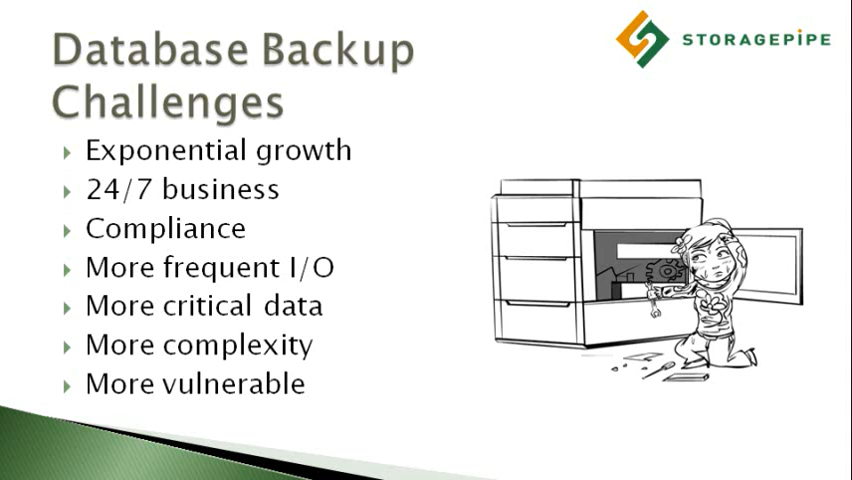 Database Backup
Challenges
STORAGEPIPE
Exponential growth
24/7 business
Compliance
More frequent I/O
More critical data
More complexity
More vulnerable